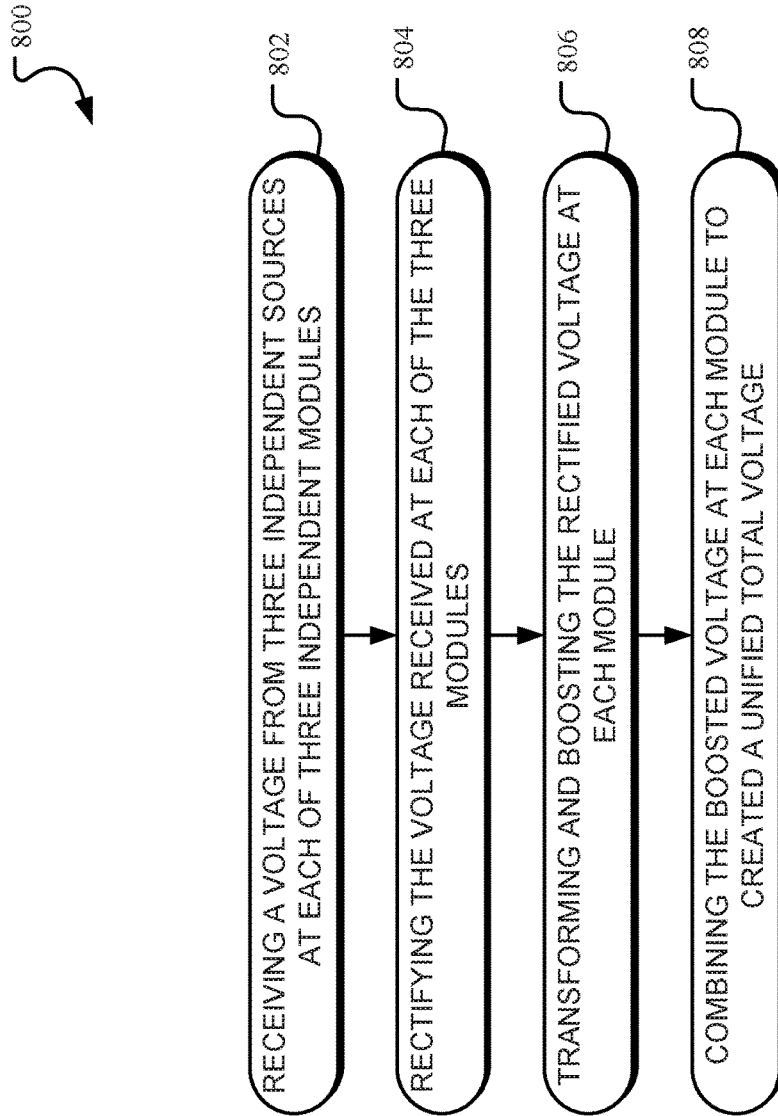 800
RECEIVING A VOLTAGE FROM THREE INDEPENDENT SOURCES
AT EACH OF THREE INDEPENDENT MODULES
802
RECTIFYING THE VOLTAGE RECEIVED AT EACH OF THE THREE
MODULES
804
TRANSFORMING AND BOOSTING THE RECTIFIED VOLTAGE AT
EACH MODULE
806
COMBINING THE BOOSTED VOLTAGE AT EACH MODULE TO
CREATED A UNIFIED TOTAL VOLTAGE
808